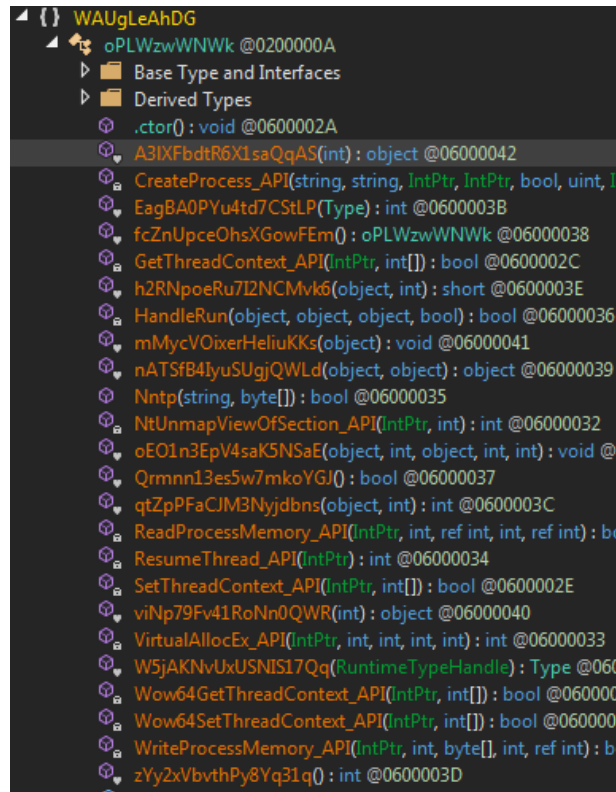 { } WAUgLeAhDG
oPLWzwWNWk @0200000A
Base Type and Interfaces
Derived Types
.ctor() : void @0600002A
A3IXFbdtR6X1saQqAS(int) : object @06000042
CreateProcess_API(string, string, IntPtr, IntPtr, bool, uint, I
EagBA0PYu4td7CStLP(Type) : int @0600003B
fcZnUpceOhsXGowFEm() : oPLWzwWNWk @06000038
GetThreadContext_API(IntPtr, int[]) : bool @0600002C
h2RNpoeRu7I2NCMvk6(object, int) : short @0600003E
HandleRun(object, object, object, bool) : bool @06000036
mMycVOixerHeliuKKs(object) : void @06000041
nATSfB4IyuSUgjQWLd(object, object) : object @06000039
Nntp(string, byte[]) : bool @06000035
NtUnmapViewOfSection_API(IntPtr, int) : int @06000032
oEO1n3EpV4saK5NSaE(object, int, object, int, int) : void @
Qrmnn13es5w7mkoYGJ() : bool @06000037
qtZpPFaCJM3Nyjdbns(object, int) : int @0600003C
ReadProcessMemory_API(IntPtr, int, ref int, int, ref int) : bo
ResumeThread_API(IntPtr) : int @06000034
SetThreadContext_API(IntPtr, int[]) : bool @0600002E
viNp79Fv41RoNn0QWR(int) : object @06000040
VirtualAllocEx_API(IntPtr, int, int, int, int) : int @06000033
W5jAKNvUxUSNIS17Qq(RuntimeTypeHandle) : Type @060
Wow64GetThreadContext_API(IntPtr, int[]) : bool @060000
Wow64SetThreadContext_API(IntPtr, int[]) : bool @060000
WriteProcessMemory_API(IntPtr, int, byte[], int, ref int) : b
zYy2xVbvthPy8Yq31q() : int @0600003D